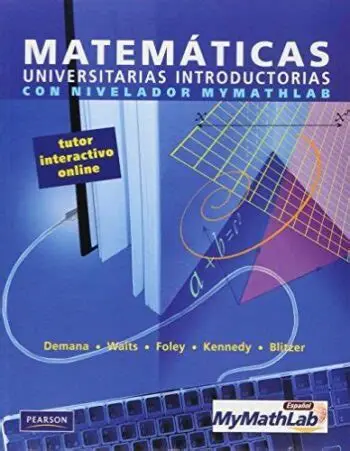 MATEMÁTICAS
UNIVERSITARIAS INTRODUCTORIAS
CON NIVELADOR MYMATHLAB
tutor
interactivo
online
x
a + b = c
Demana • Waits • Foley • Kennedy • Blitzer
PEARSON
Español
MyMathLab